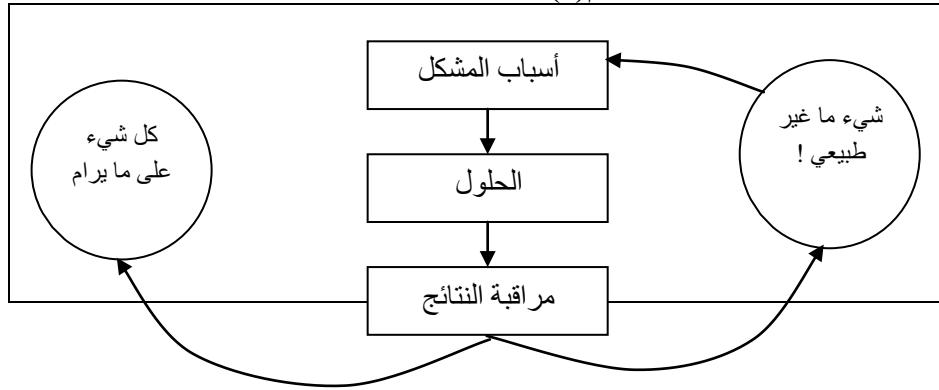 أسباب المشكل
شيء ما غير
طبيعي !
كل شيء
على ما يرام
الحلول
مراقبة النتائج